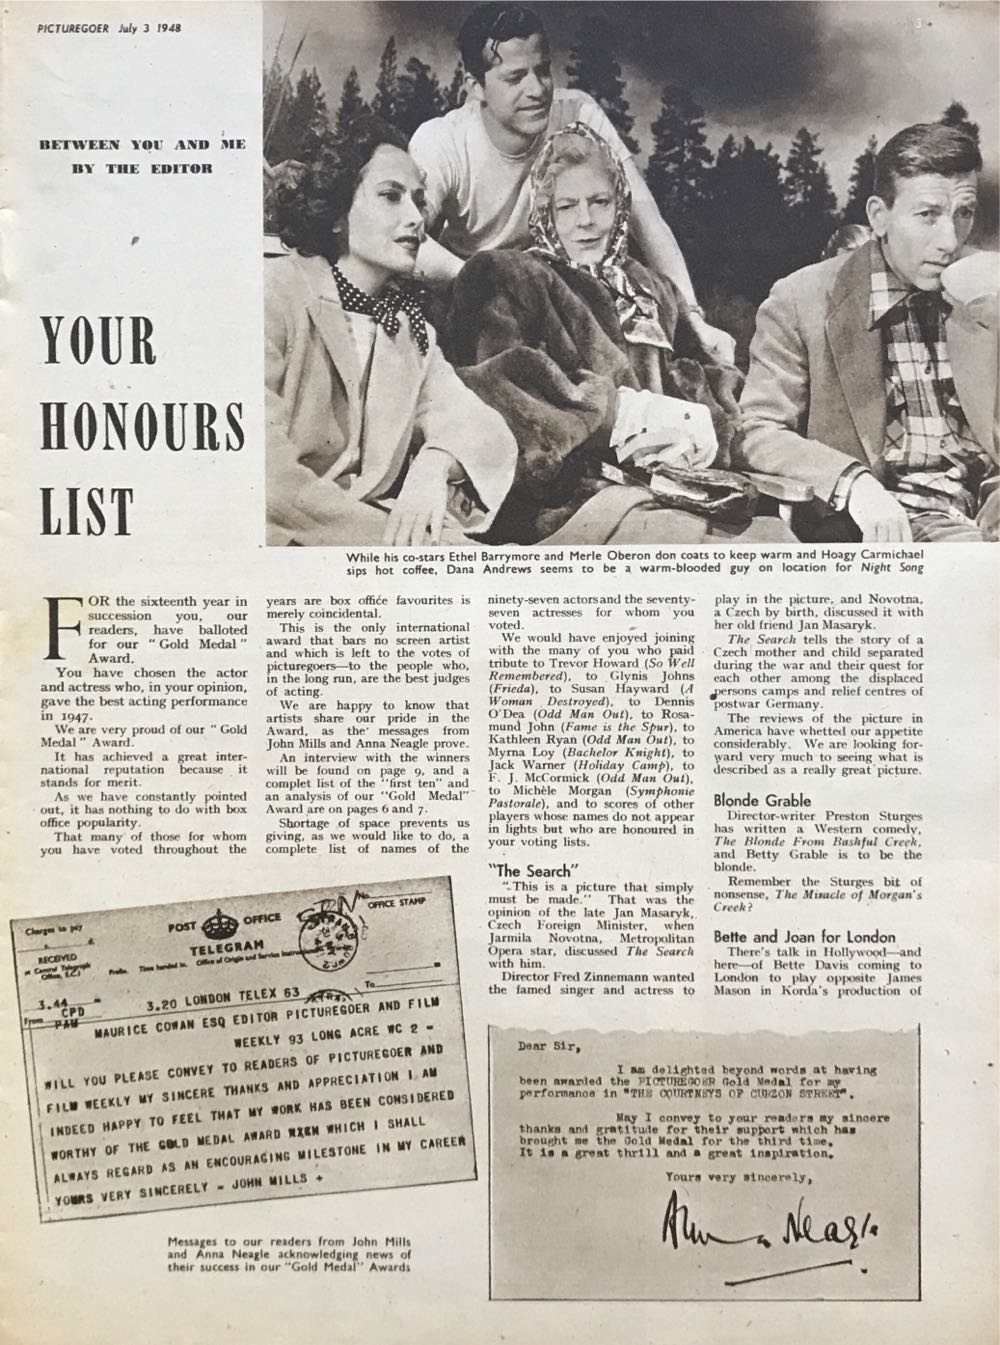 PICTUREGOER July 3 1948
3
BETWEEN YOU AND ME
BY THE EDITOR
YOUR
HONOURS
LIST
While his co-stars Ethel Barrymore and Merle Oberon don coats to keep warm and Hoagy Carmichael
sips hot coffee, Dana Andrews seems to be a warm-blooded guy on location for Night Song
FOR the sixteenth year in
succession you, our
readers, have balloted
for our "Gold Medal"
Award.
You have chosen the actor
and actress who, in your opinion,
gave the best acting performance
in 1947.
We are very proud of our "Gold
Medal" Award.
It has achieved a great inter-
national reputation because it
stands for merit.
As we have constantly pointed
out, it has nothing to do with box
office popularity.
That many of those for whom
you have voted throughout the
years are box office favourites is
merely coincidental.
This is the only international
award that bars no screen artist
and which is left to the votes of
picturegoers—to the people who,
in the long run, are the best judges
of acting.
We are happy to know that
artists share our pride in the
Award, as the messages from
John Mills and Anna Neagle prove.
An interview with the winners
will be found on page 9, and a
complet list of the "first ten" and
an analysis of our "Gold Medal"
Award are on pages 6 and 7.
Shortage of space prevents us
giving, as we would like to do, a
complete list of names of the
ninety-seven actors and the seventy-
seven actresses for whom you
voted.
We would have enjoyed joining
with the many of you who paid
tribute to Trevor Howard (So Well
Remembered), to Glynis Johns
(Frieda), to Susan Hayward (A
Woman Destroyed), to Dennis
O'Dea (Odd Man Out), to Rosa-
mund John (Fame is the Spur), to
Kathleen Ryan (Odd Man Out), to
Myrna Loy (Bachelor Knight), to
Jack Warner (Holiday Camp), to
F. J. McCormick (Odd Man Out),
to Michèle Morgan (Symphonie
Pastorale), and to scores of other
players whose names do not appear
in lights but who are honoured in
your voting lists.
"The Search"
"This is a picture that simply
must be made." That was the
opinion of the late Jan Masaryk,
Czech Foreign Minister, when
Jarmila Novotna, Metropolitan
Opera star, discussed The Search
with him.
Director Fred Zinnemann wanted
the famed singer and actress to
play in the picture, and Novotna,
a Czech by birth, discussed it with
her old friend Jan Masaryk.
The Search tells the story of a
Czech mother and child separated
during the war and their quest for
each other among the displaced
persons camps and relief centres of
postwar Germany.
The reviews of the picture in
America have whetted our appetite
considerably. We are looking for-
ward very much to seeing what is
described as a really great picture.
Blonde Grable
Director-writer Preston Sturges
has written a Western comedy,
The Blonde From Bashful Creek,
and Betty Grable is to be the
blonde.
Remember the Sturges bit of
nonsense, The Miracle of Morgan's
Creek?
Bette and Joan for London
There's talk in Hollywood—and
here—of Bette Davis coming to
London to play opposite James
Mason in Korda's production of
Charges to pay
s. d.
RECEIVED
at Central Telegraph
Office, E.C.1
POST OFFICE
TELEGRAM
Prefix. Time handed in. Office of Origin and Service Instructions.
No.
OFFICE STAMP
To
From
3.44
CPD
PAM
3.20 LONDON TELEX 63
MAURICE COWAN ESQ EDITOR PICTUREGOER AND FILM
WEEKLY 93 LONG ACRE WC 2 =
WILL YOU PLEASE CONVEY TO READERS OF PICTUREGOER AND
FILM WEEKLY MY SINCERE THANKS AND APPRECIATION I AM
INDEED HAPPY TO FEEL THAT MY WORK HAS BEEN CONSIDERED
WORTHY OF THE GOLD MEDAL AWARD WHICH I SHALL
ALWAYS REGARD AS AN ENCOURAGING MILESTONE IN MY CAREER
YOURS VERY SINCERELY = JOHN MILLS +
Messages to our readers from John Mills
and Anna Neagle acknowledging news of
their success in our "Gold Medal" Awards
Dear Sir,
I am delighted beyond words at having
been awarded the PICTUREGOER Gold Medal for my
performance in "THE COURTNEYS OF CURZON STREET".
May I convey to your readers my sincere
thanks and gratitude for their support which has
brought me the Gold Medal for the third time.
It is a great thrill and a great inspiration.
Yours very sincerely,
Anna Neagle.